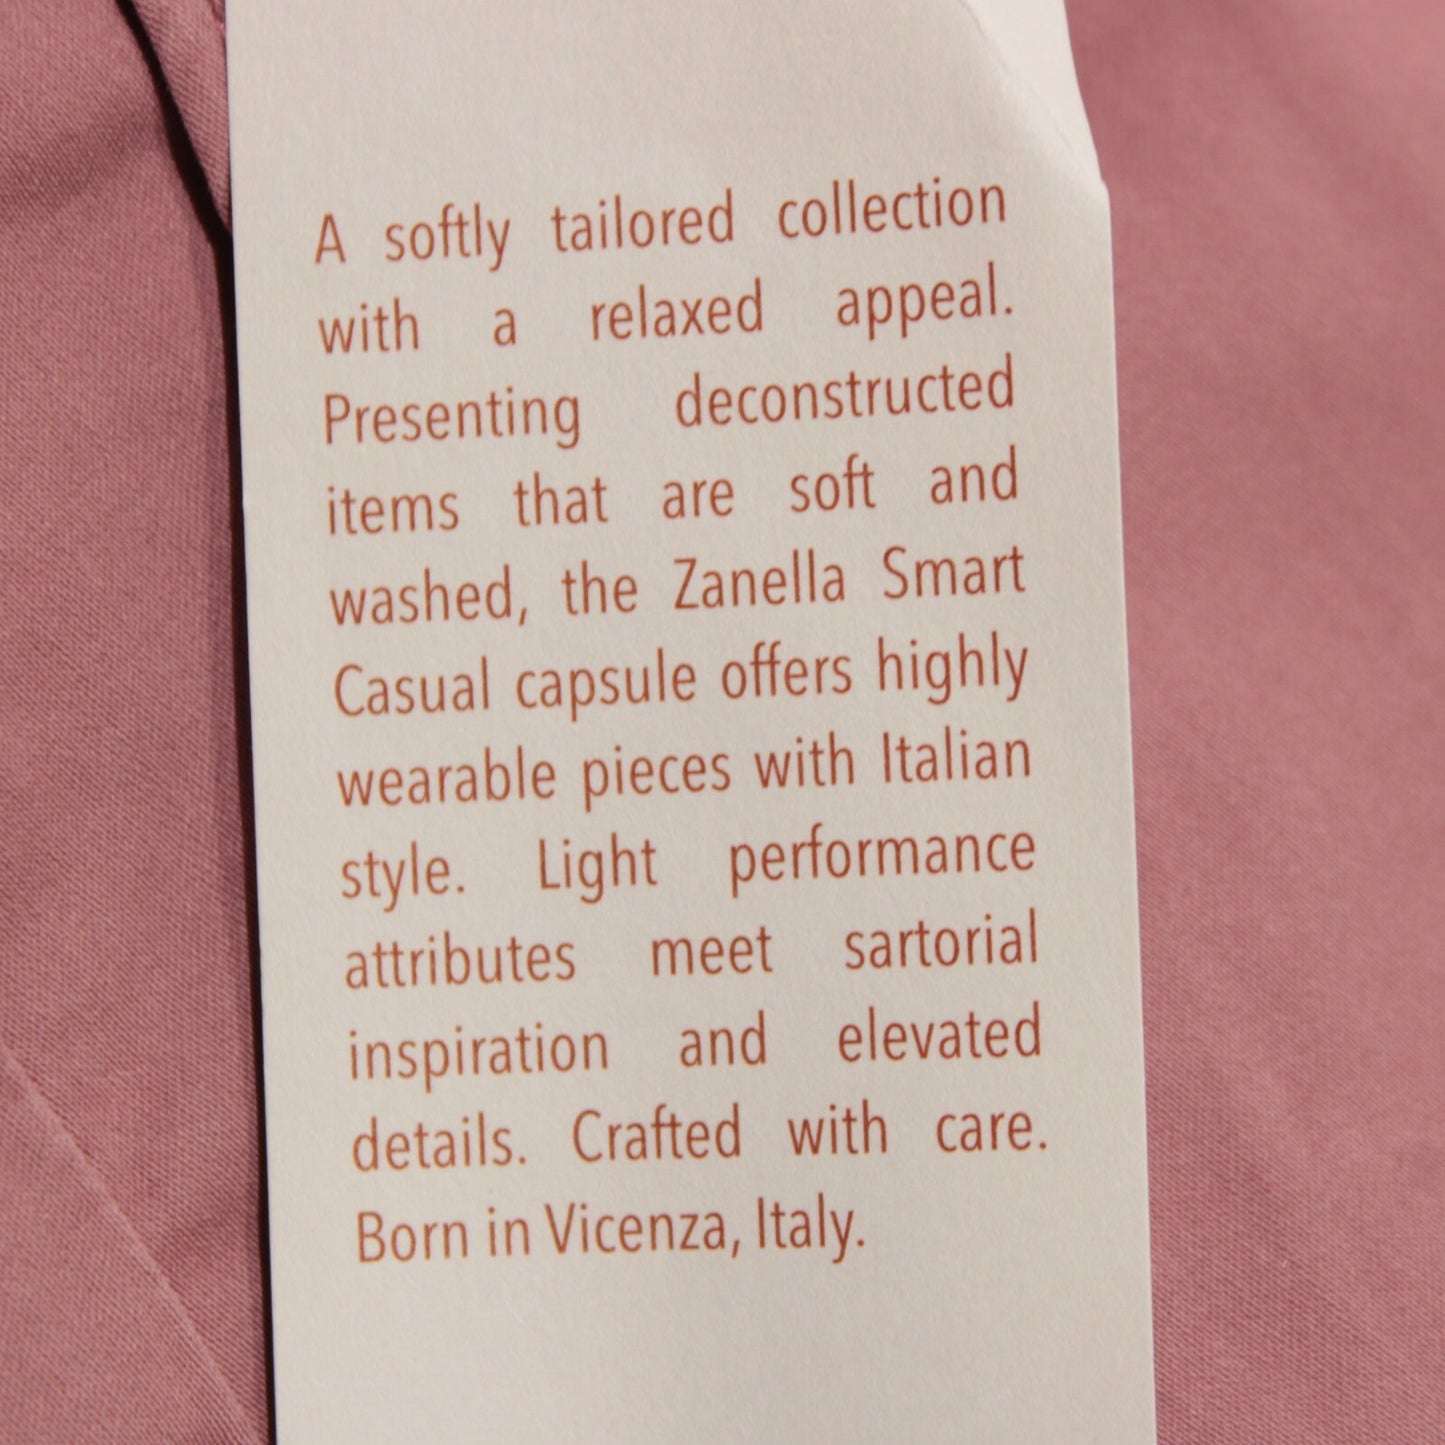 A softly tailored collection
with a relaxed appeal.
Presenting deconstructed
items that are soft and
washed, the Zanella Smart
Casual capsule offers highly
wearable pieces with Italian
style. Light performance
attributes meet sartorial
inspiration and elevated
details. Crafted with care.
Born in Vicenza, Italy.